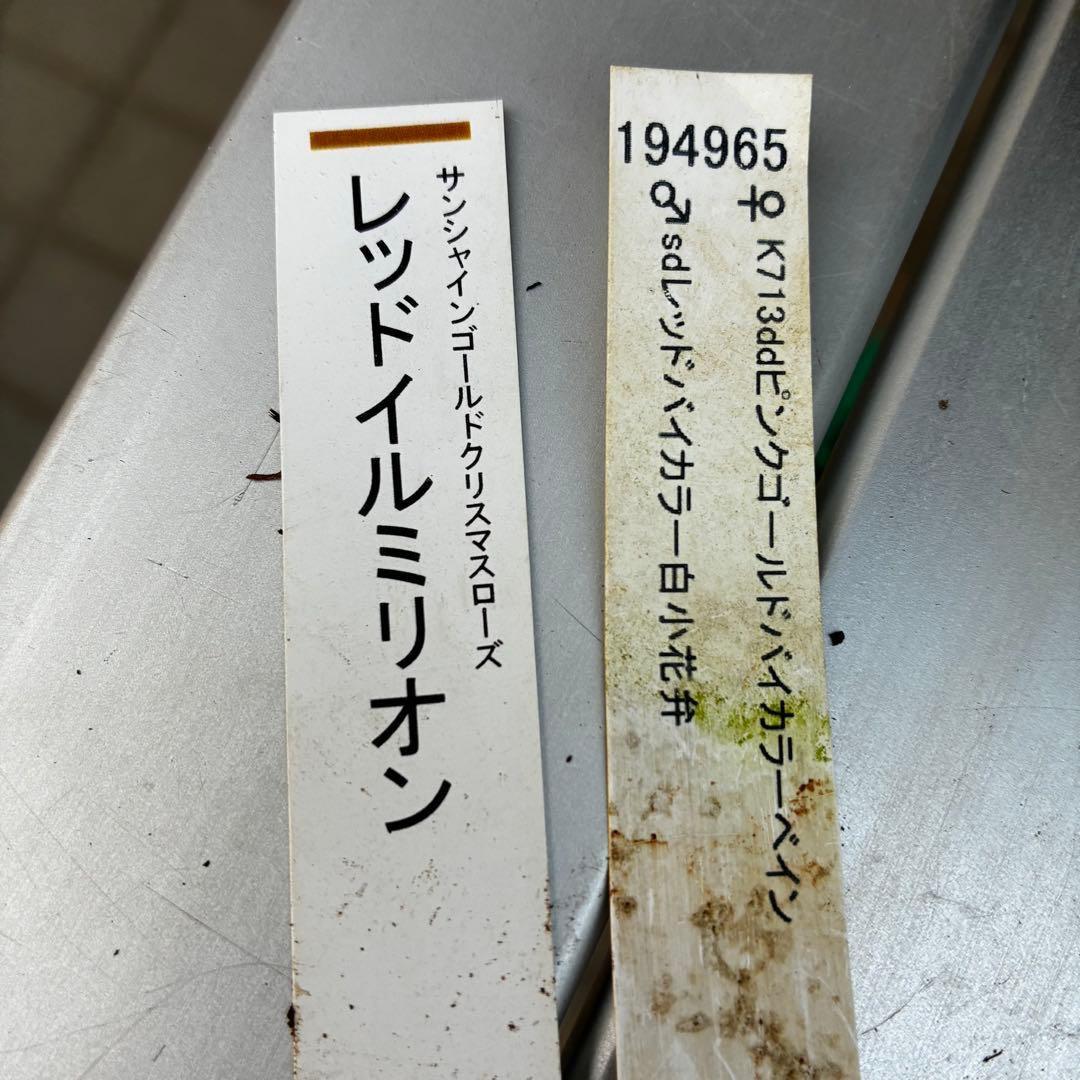 サンシャインゴールドクリスマスローズ
レッドイルミリオン
194965
♀ K713ddピンクゴールドバイカラーベイン
♂sdレッドバイカラー白小花弁